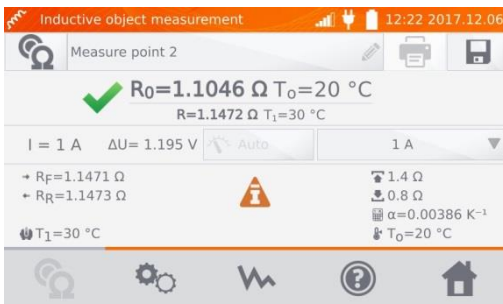 Inductive object measurement 12:22 2017.12.06
Measure point 2
R₀=1.1046 Ω T₀=20 °C
R=1.1472 Ω T₁=30 °C
I = 1 A ΔU= 1.195 V Auto 1 A
RF=1.1471 Ω 1.4 Ω
RR=1.1473 Ω 0.8 Ω
α=0.00386 K⁻¹
T₁=30 °C T₀=20 °C